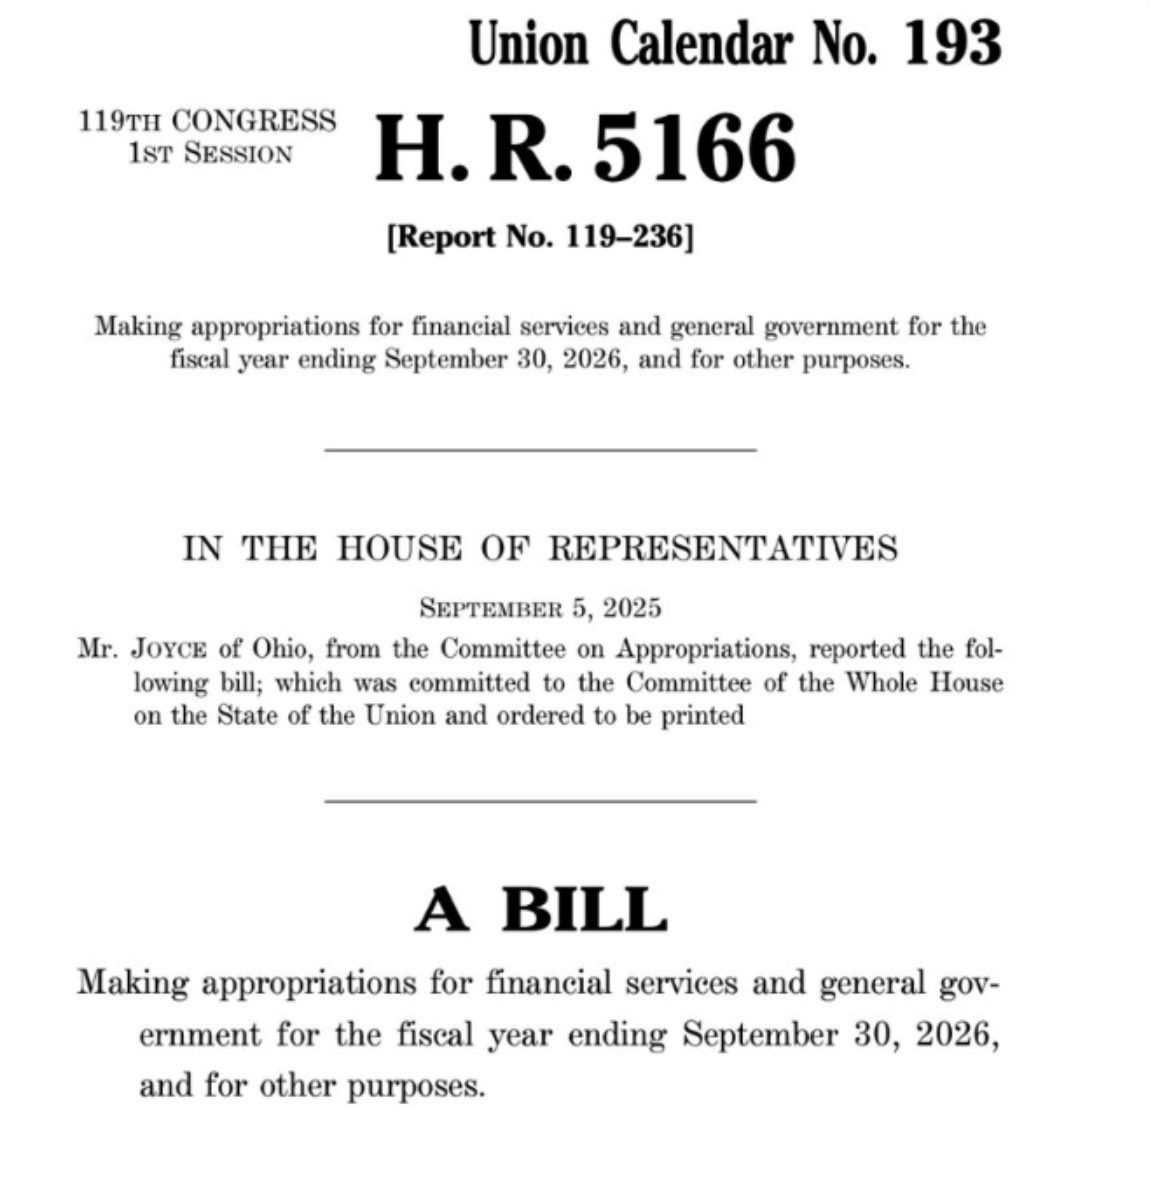 Union Calendar No. 193
119TH CONGRESS
1ST SESSION
H. R. 5166
[Report No. 119–236]
Making appropriations for financial services and general government for the
fiscal year ending September 30, 2026, and for other purposes.
IN THE HOUSE OF REPRESENTATIVES
SEPTEMBER 5, 2025
Mr. JOYCE of Ohio, from the Committee on Appropriations, reported the fol-
lowing bill; which was committed to the Committee of the Whole House
on the State of the Union and ordered to be printed
A BILL
Making appropriations for financial services and general gov-
ernment for the fiscal year ending September 30, 2026,
and for other purposes.